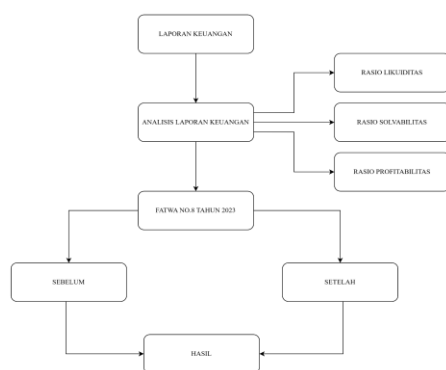 LAPORAN KEUANGAN
RASIO LIKUIDITAS
ANALISIS LAPORAN KEUANGAN
RASIO SOLVABILITAS
RASIO PROFITABILITAS
FATWA NO.8 TAHUN 2023
SEBELUM
SETELAH
HASIL